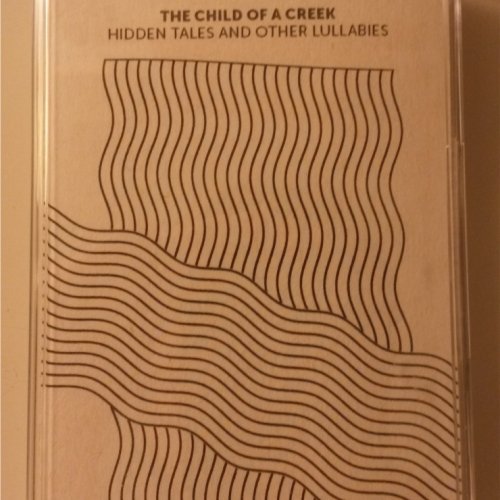 THE CHILD OF A CREEK
HIDDEN TALES AND OTHER LULLABIES